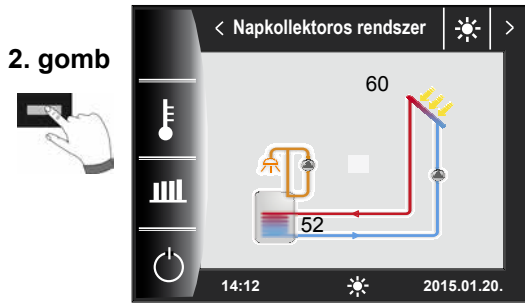 < Napkollektoros rendszer >
2. gomb
60
52
14:12
2015.01.20.